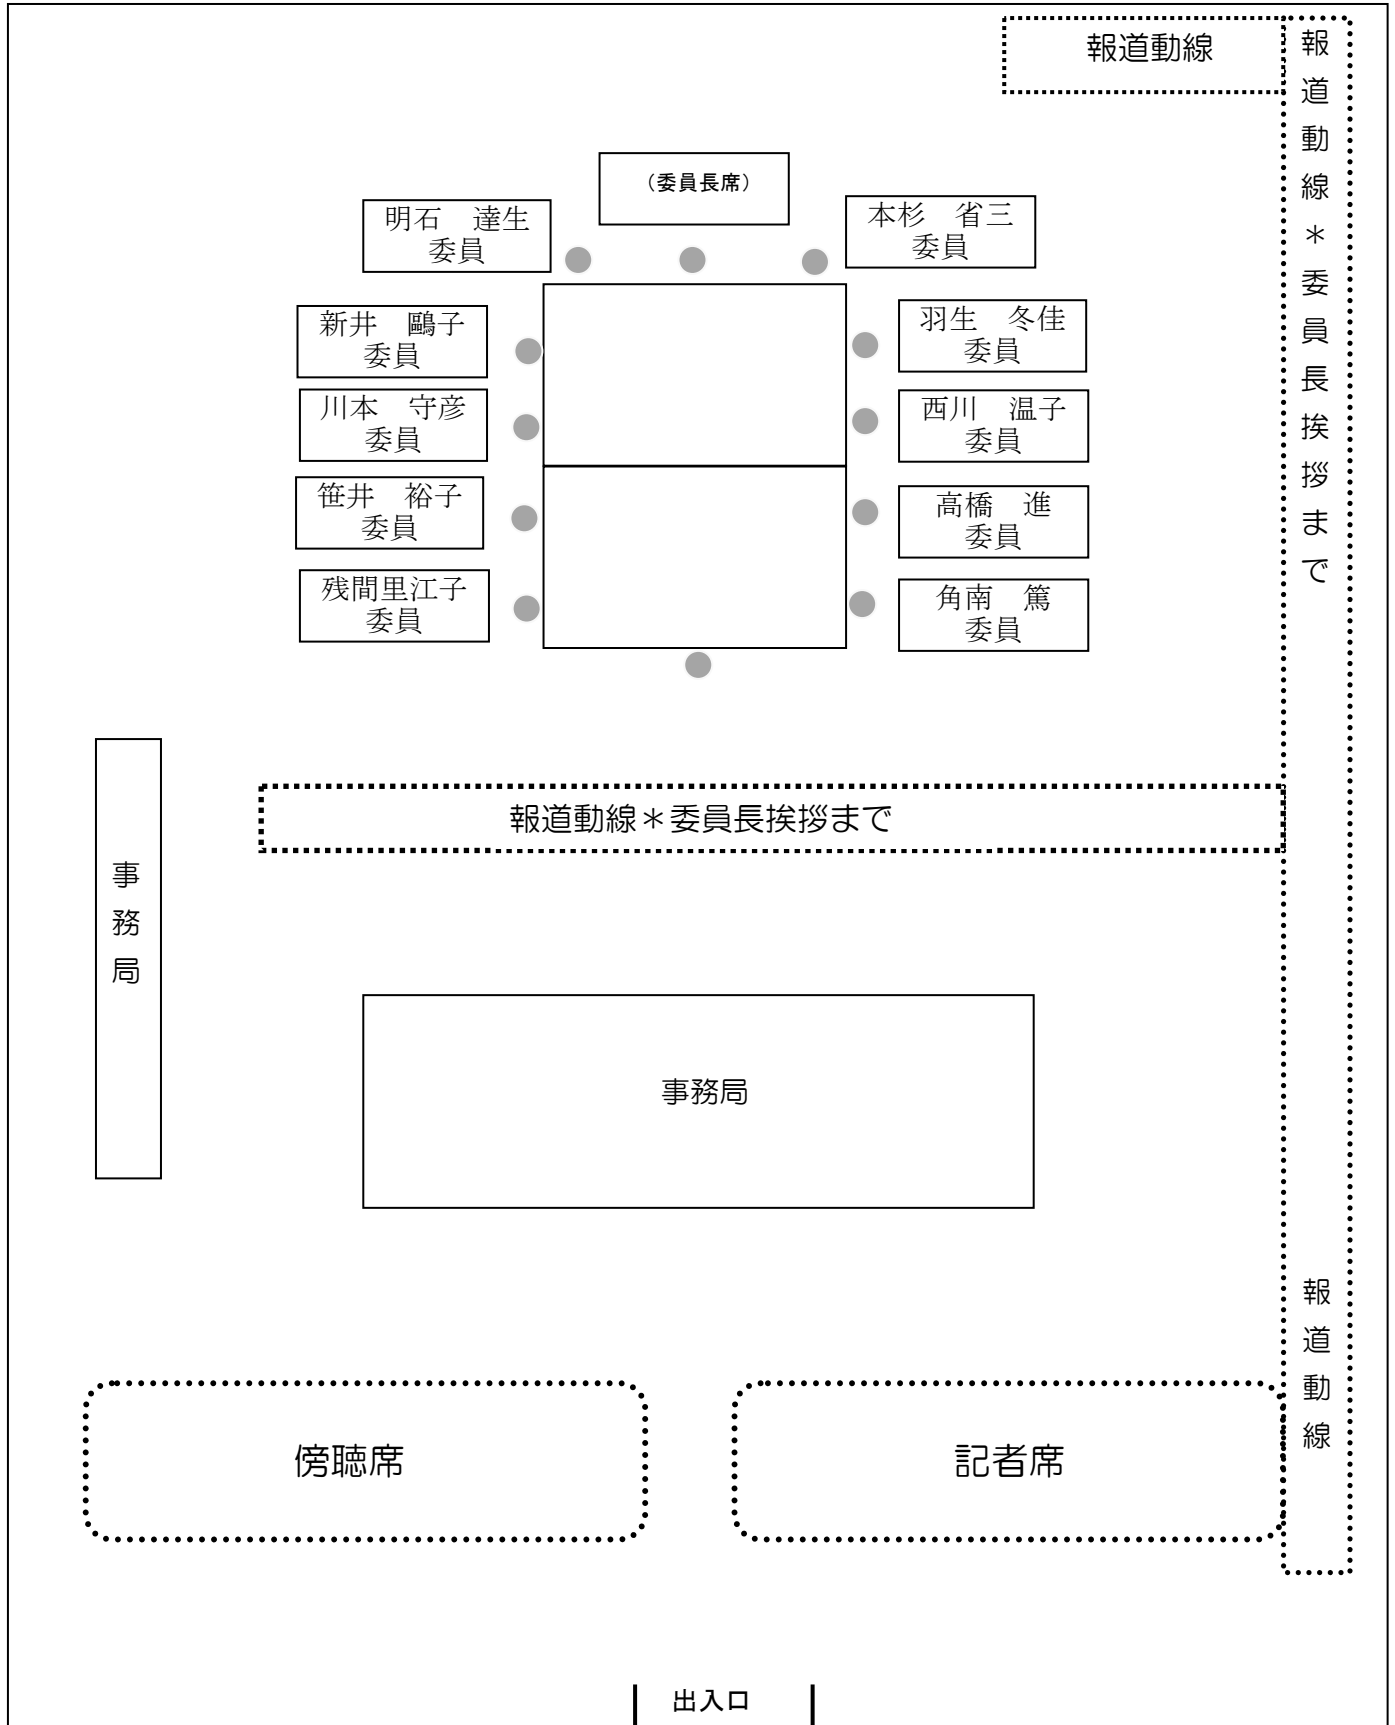 報道動線
報道動線＊委員長挨拶まで
（委員長席）
明石　達生
委員
本杉　省三
委員
新井　鷗子
委員
羽生　冬佳
委員
川本　守彦
委員
西川　温子
委員
笹井　裕子
委員
高橋　進
委員
残間里江子
委員
角南　篤
委員
報道動線＊委員長挨拶まで
事務局
事務局
報道動線
傍聴席
記者席
出入口